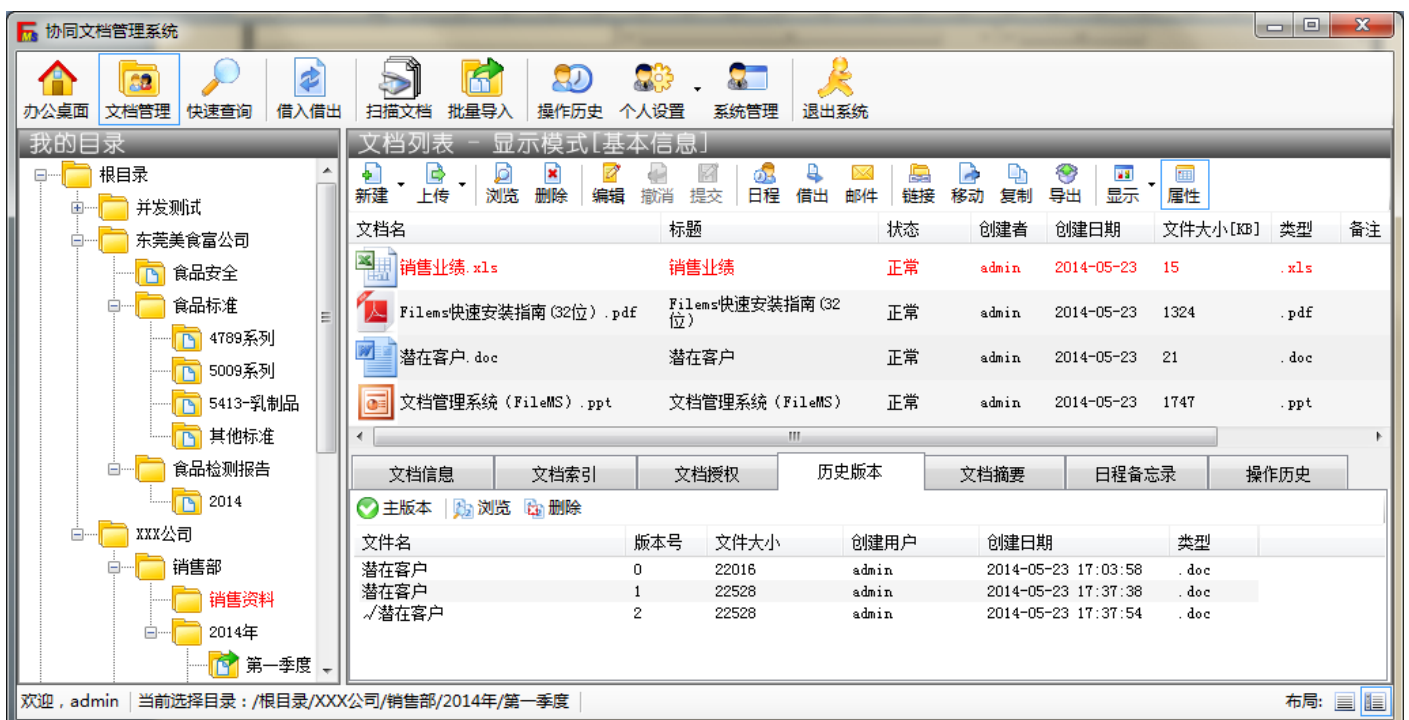 协同文档管理系统
办公桌面 文档管理 快速查询 借入借出 扫描文档 批量导入 操作历史 个人设置 系统管理 退出系统
我的目录
根目录
并发测试
东莞美食富公司
食品安全
食品标准
4789系列
5009系列
5413-乳制品
其他标准
食品检测报告
2014
XXX公司
销售部
销售资料
2014年
第一季度
文档列表 - 显示模式[基本信息]
新建 上传 浏览 删除 编辑 撤消 提交 日程 借出 邮件 链接 移动 复制 导出 显示 属性
文档名 标题 状态 创建者 创建日期 文件大小[KB] 类型 备注
销售业绩.xls 销售业绩 正常 admin 2014-05-23 15 .xls
Filems快速安装指南(32位).pdf Filems快速安装指南(32
位) 正常 admin 2014-05-23 1324 .pdf
潜在客户.doc 潜在客户 正常 admin 2014-05-23 21 .doc
文档管理系统（FileMS）.ppt 文档管理系统（FileMS） 正常 admin 2014-05-23 1747 .ppt
文档信息 文档索引 文档授权 历史版本 文档摘要 日程备忘录 操作历史
主版本 浏览 删除
文件名 版本号 文件大小 创建用户 创建日期 类型
潜在客户 0 22016 admin 2014-05-23 17:03:58 .doc
潜在客户 1 22528 admin 2014-05-23 17:37:38 .doc
√潜在客户 2 22528 admin 2014-05-23 17:37:54 .doc
欢迎，admin 当前选择目录：/根目录/XXX公司/销售部/2014年/第一季度 布局: